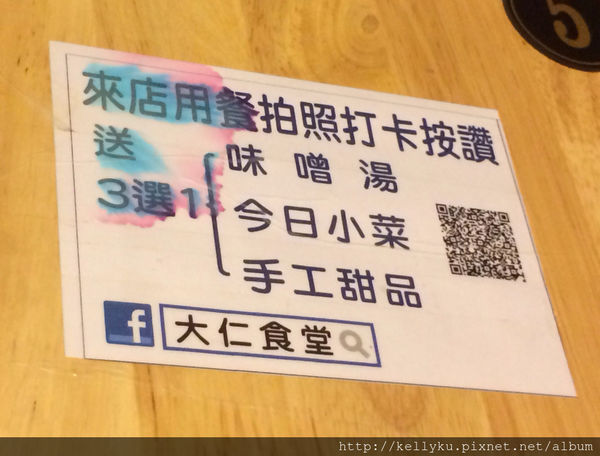 5
來店用餐拍照打卡按讚
送
3選1
味噌湯
今日小菜
手工甜品
f 大仁食堂
http://kellyku.pixnet.net/album